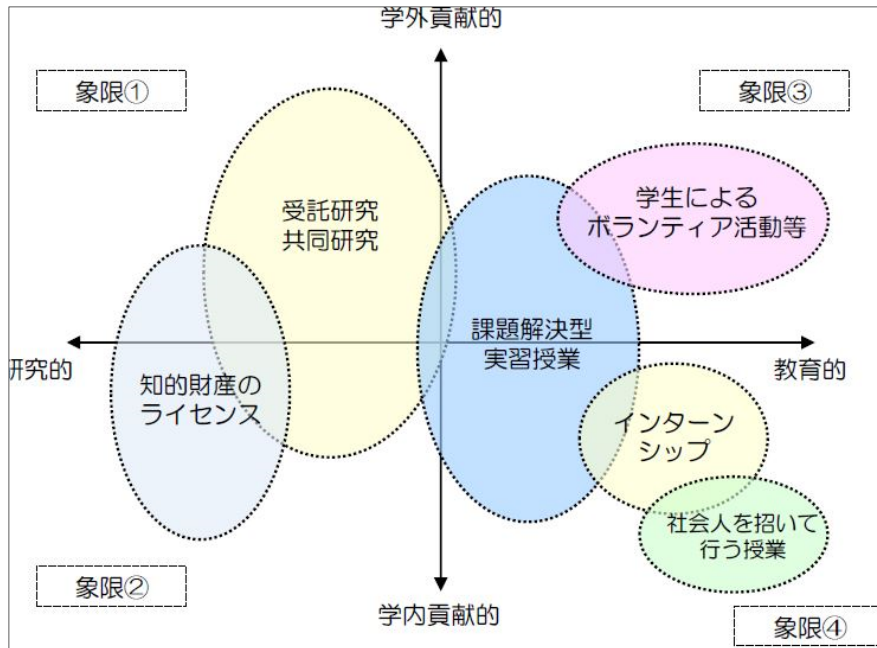 学外貢献的
象限①
象限③
学生による
ボランティア活動等
受託研究
共同研究
課題解決型
実習授業
研究的
教育的
知的財産の
ライセンス
インターン
シップ
社会人を招いて
行う授業
象限②
学内貢献的
象限④